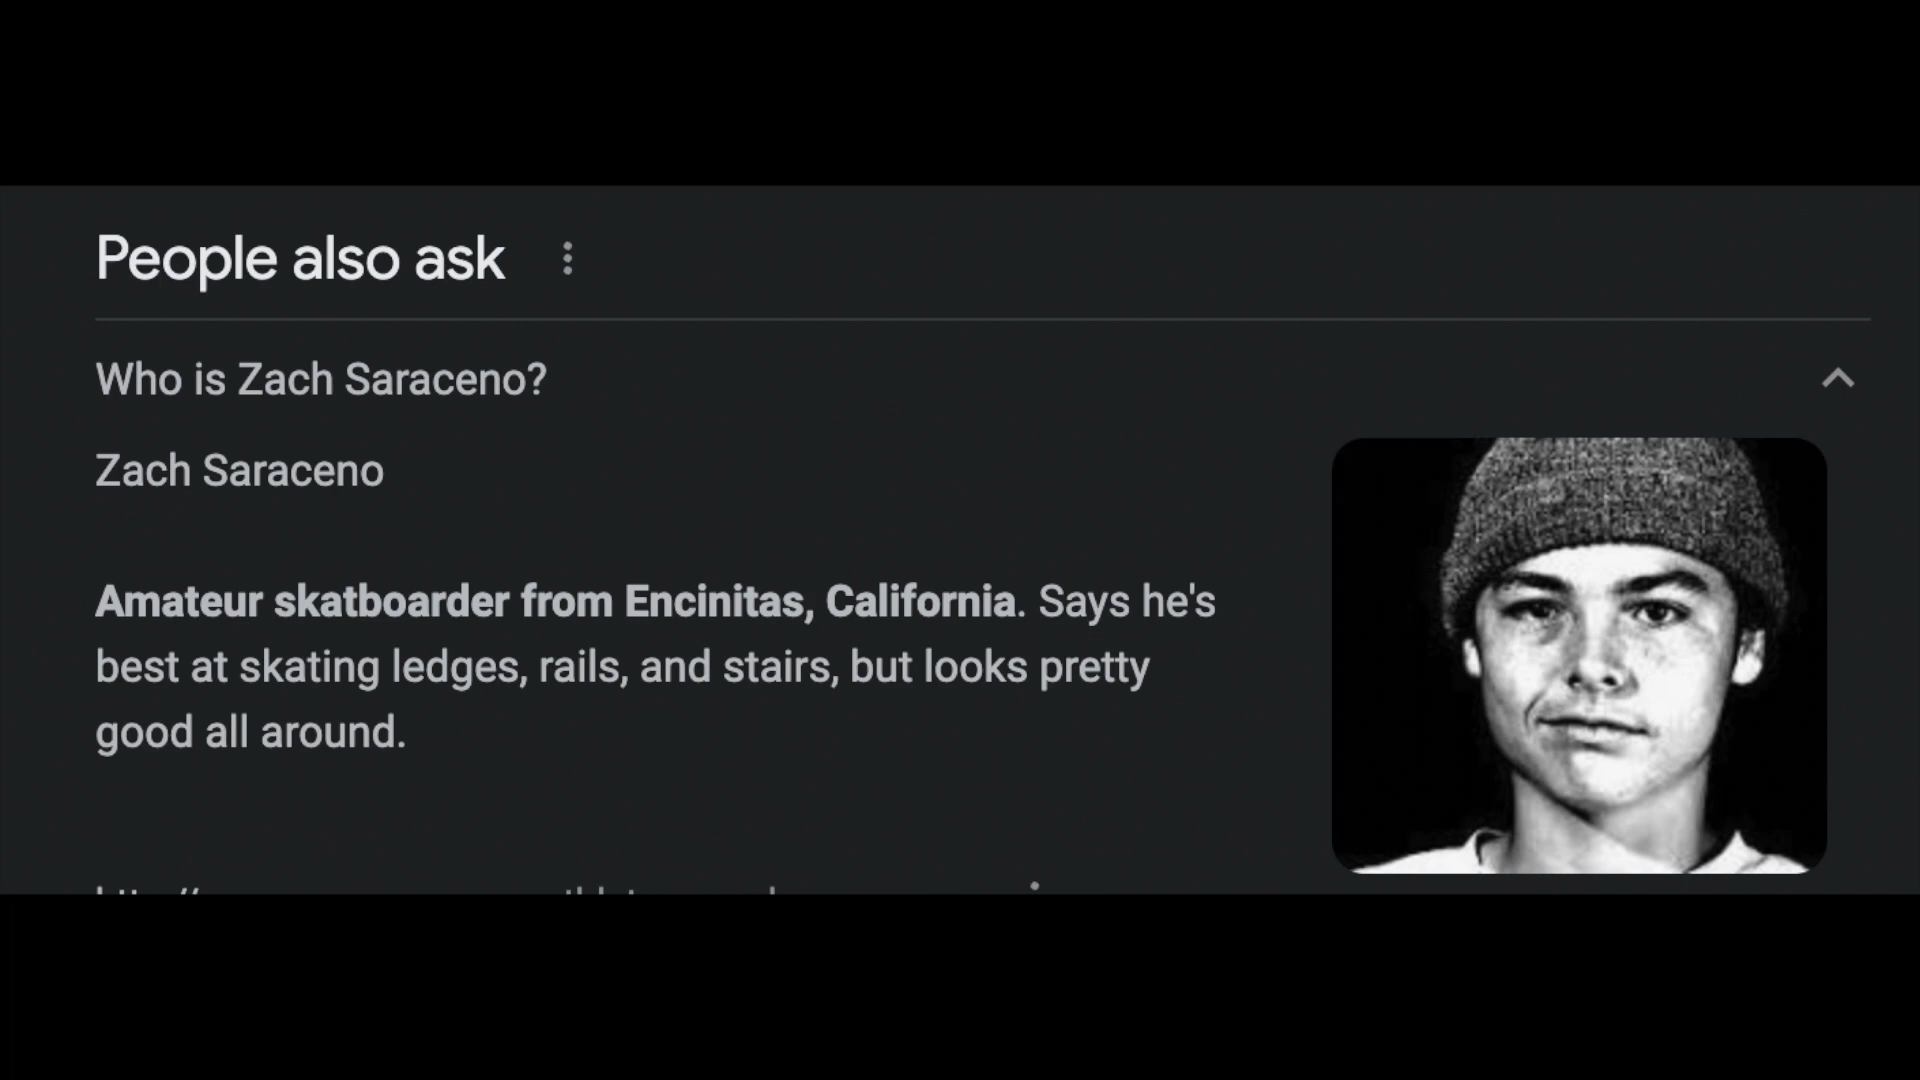 People also ask
Who is Zach Saraceno?
Zach Saraceno
Amateur skatboarder from Encinitas, California. Says he's
best at skating ledges, rails, and stairs, but looks pretty
good all around.